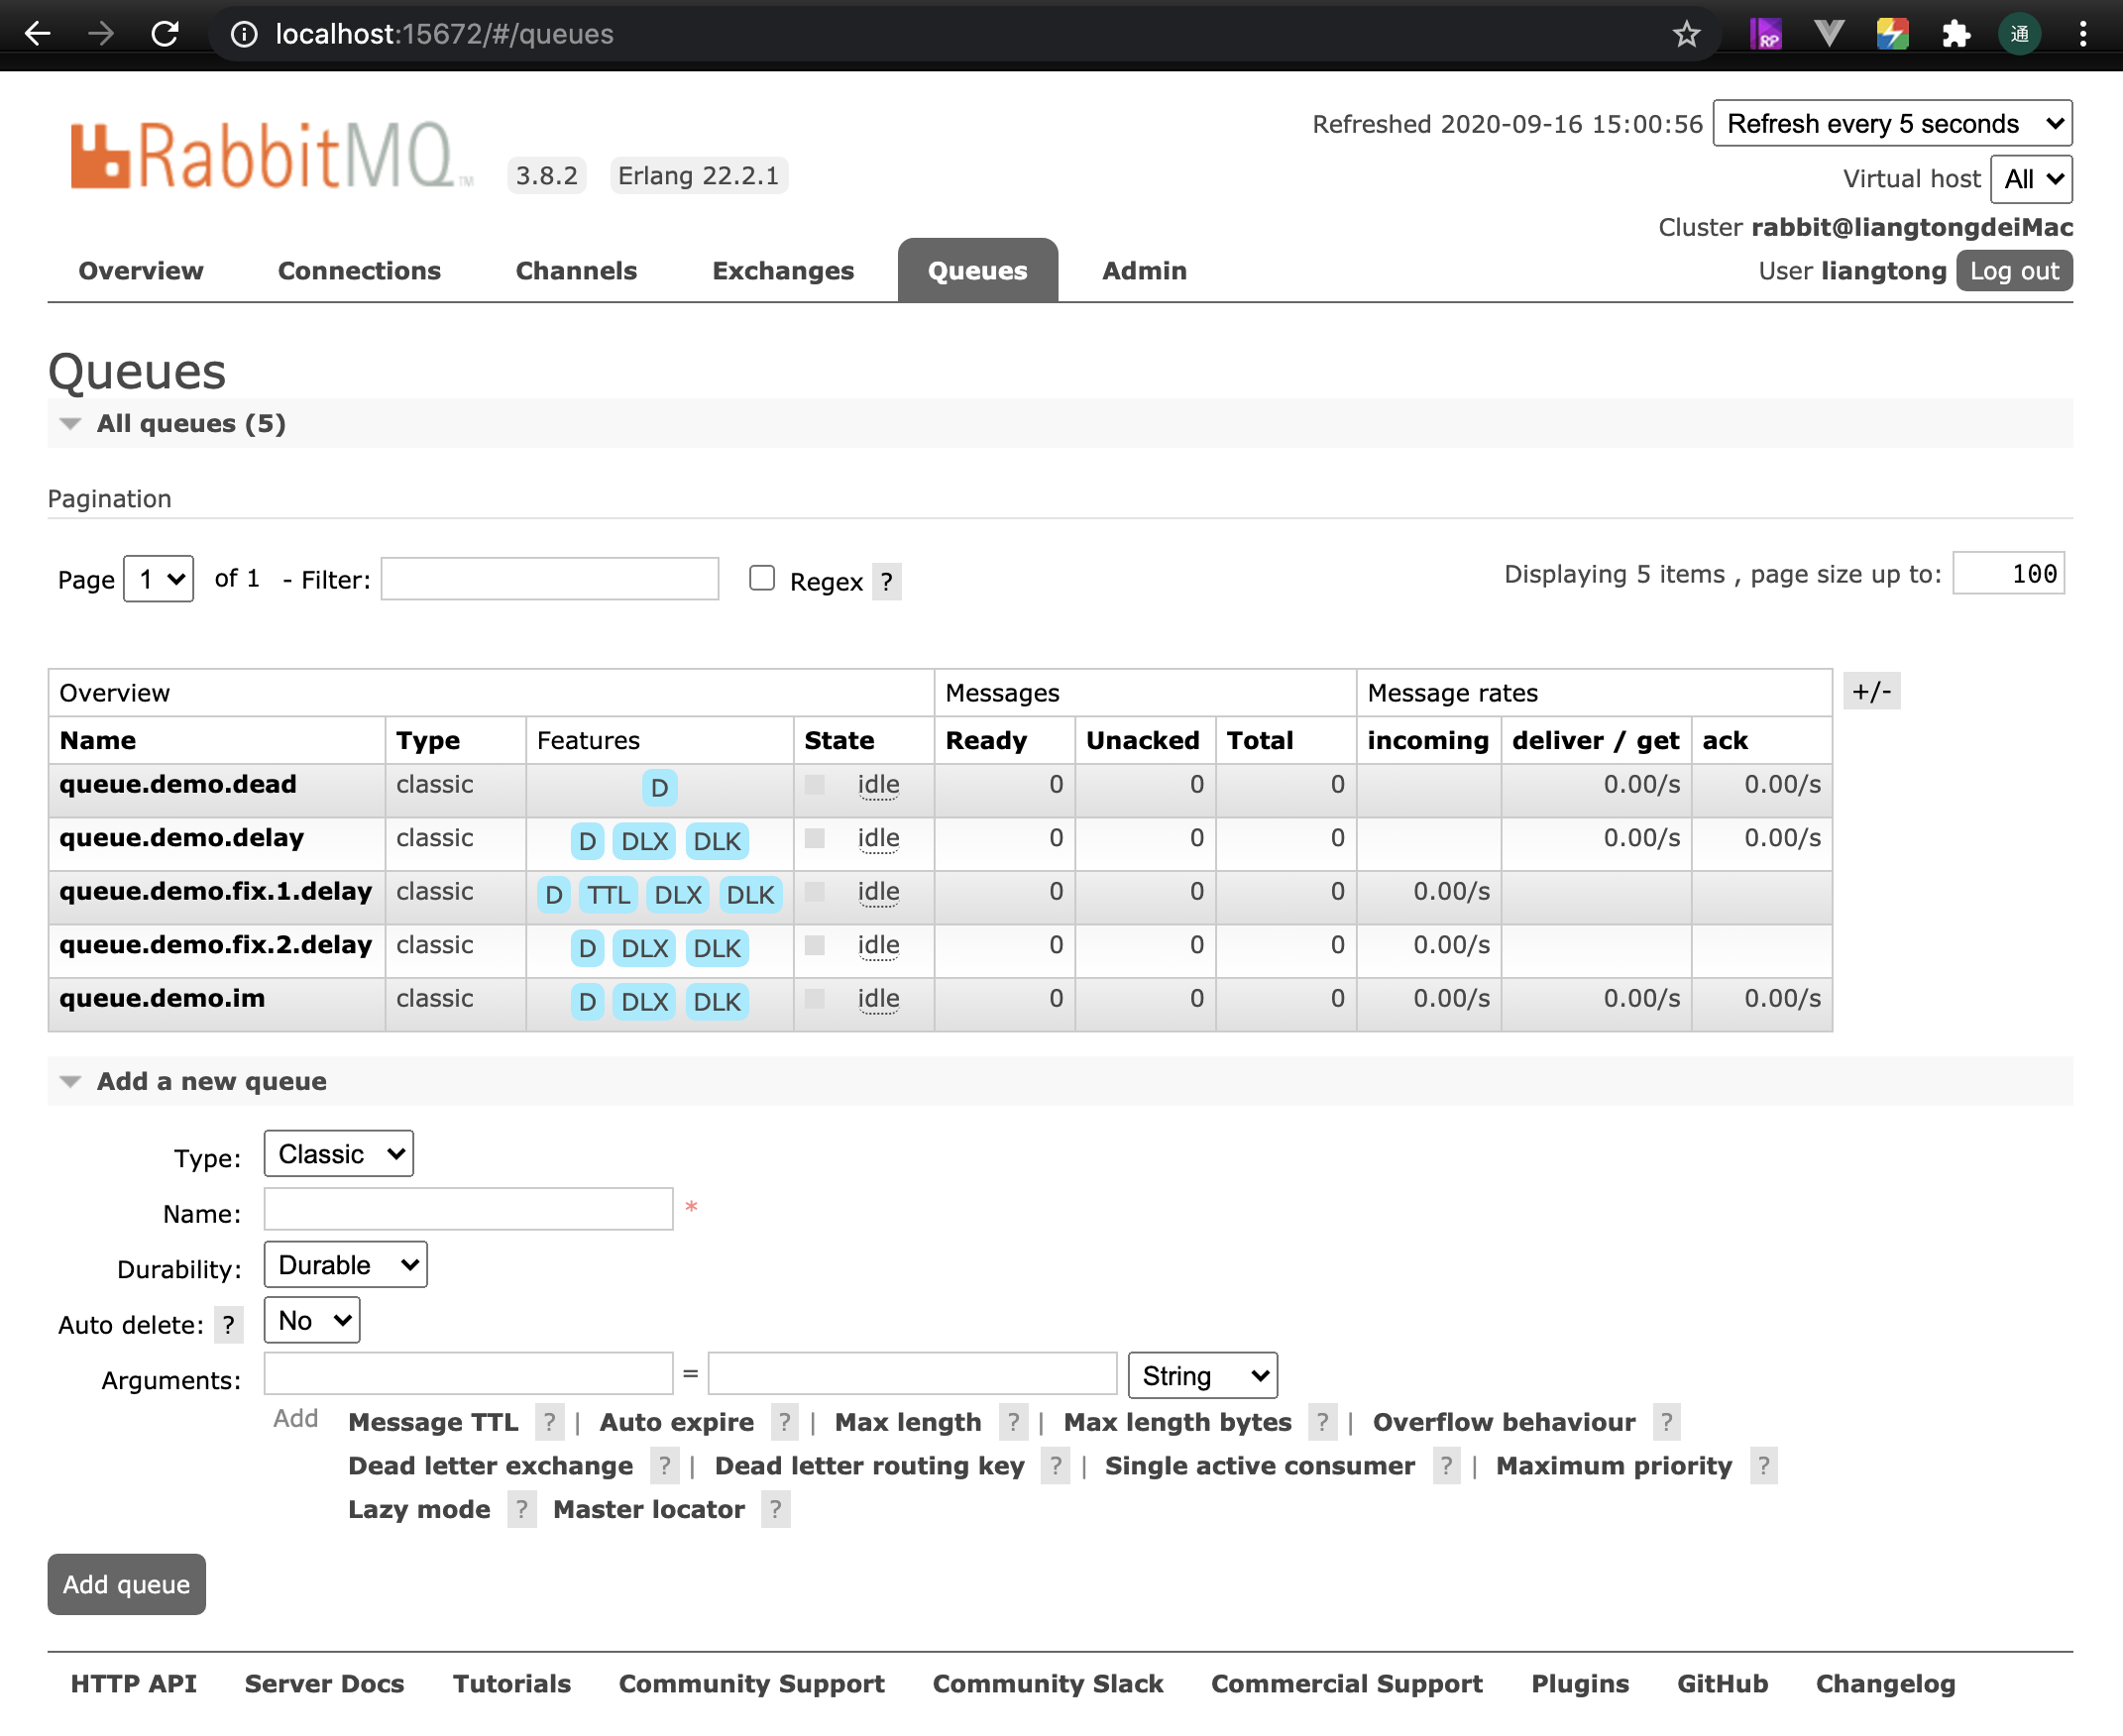 localhost:15672/#/queues
RP
通
RabbitMQ TM 3.8.2 Erlang 22.2.1
Refreshed 2020-09-16 15:00:56 Refresh every 5 seconds
Virtual host All
Cluster rabbit@liangtongdeiMac
User liangtong Log out
Overview Connections Channels Exchanges Queues Admin
Queues
All queues (5)
Pagination
Page 1 of 1 - Filter: Regex ? Displaying 5 items , page size up to: 100
Overview Messages Message rates +/-
Name Type Features State Ready Unacked Total incoming deliver / get ack
queue.demo.dead classic D idle 0 0 0 0.00/s 0.00/s
queue.demo.delay classic D DLX DLK idle 0 0 0 0.00/s 0.00/s
queue.demo.fix.1.delay classic D TTL DLX DLK idle 0 0 0 0.00/s
queue.demo.fix.2.delay classic D DLX DLK idle 0 0 0 0.00/s
queue.demo.im classic D DLX DLK idle 0 0 0 0.00/s 0.00/s 0.00/s
Add a new queue
Type: Classic
Name: *
Durability: Durable
Auto delete: ? No
Arguments: = String
Add Message TTL ? | Auto expire ? | Max length ? | Max length bytes ? | Overflow behaviour ?
Dead letter exchange ? | Dead letter routing key ? | Single active consumer ? | Maximum priority ?
Lazy mode ? Master locator ?
Add queue
HTTP API Server Docs Tutorials Community Support Community Slack Commercial Support Plugins GitHub Changelog